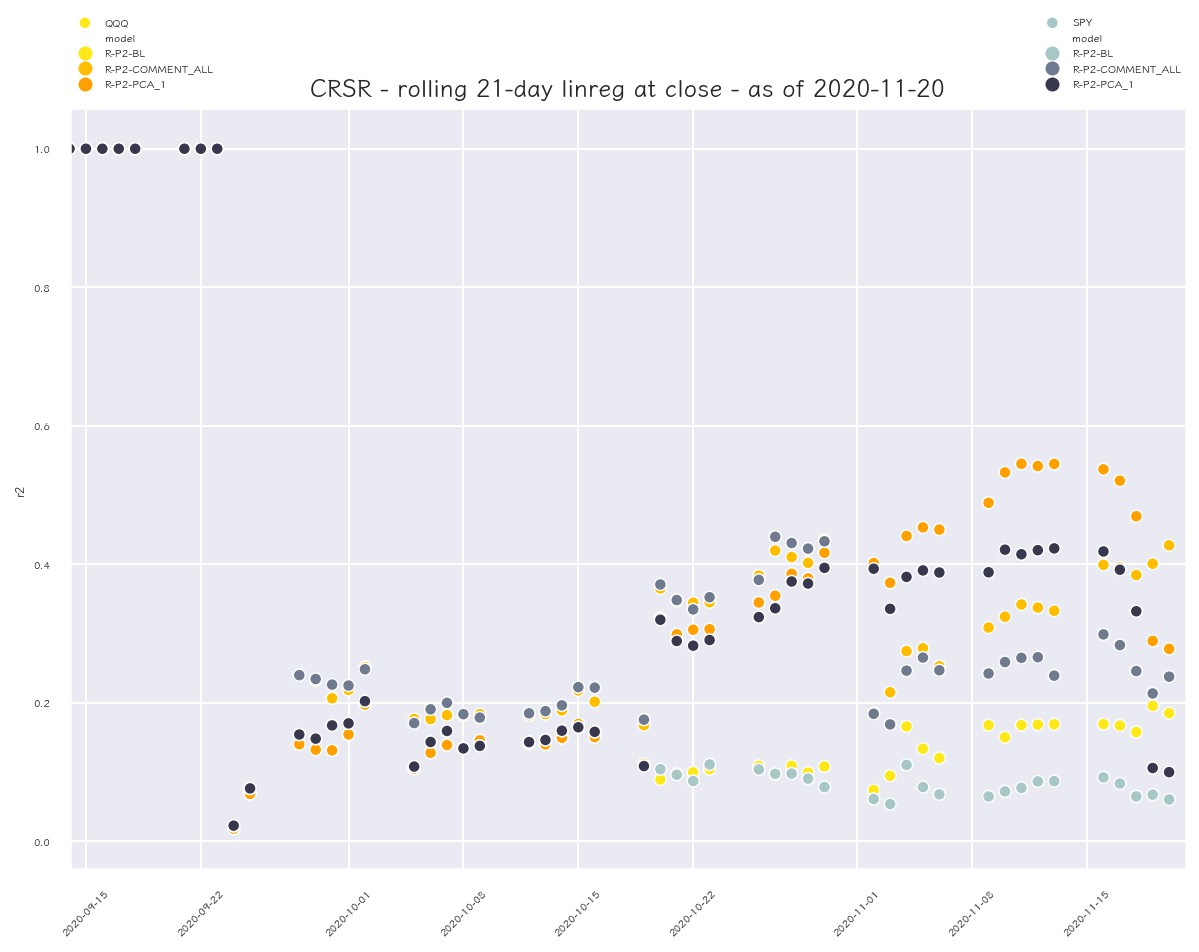 QQQ
model
R-P2-BL
R-P2-COMMENT_ALL
R-P2-PCA_1
SPY
model
R-P2-BL
R-P2-COMMENT_ALL
R-P2-PCA_1
CRSR - rolling 21-day linreg at close - as of 2020-11-20
1.0
0.8
0.6
0.4
0.2
0.0
r2
2020-09-15
2020-09-22
2020-10-01
2020-10-08
2020-10-15
2020-10-22
2020-11-01
2020-11-08
2020-11-15